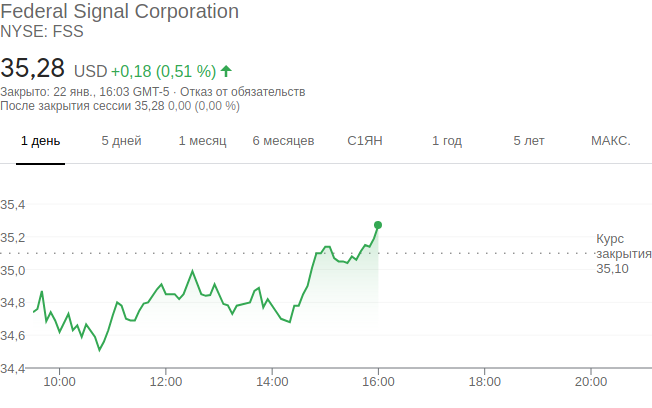 Federal Signal Corporation
NYSE: FSS
35,28 USD +0,18 (0,51 %)
Закрыто: 22 янв., 16:03 GMT-5 · Отказ от обязательств
После закрытия сессии 35,28 0,00 (0,00 %)
1 день 5 дней 1 месяц 6 месяцев С1ЯН 1 год 5 лет МАКС.
35,4
35,2
35,0
34,8
34,6
34,4
Курс
закрытия
35,10
10:00 12:00 14:00 16:00 18:00 20:00